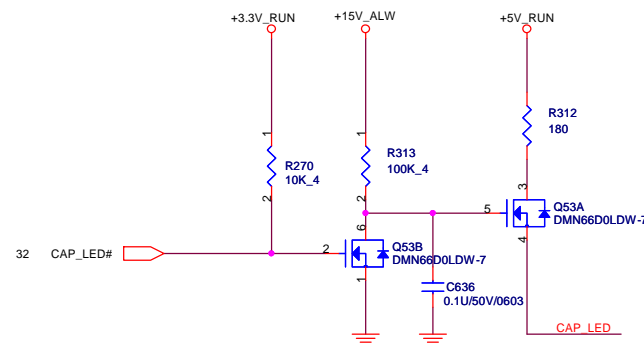 +3.3V_RUN
+15V_ALW
+5V_RUN
1
R270
10K_4
2
1
R313
100K_4
2
R312
180
3
5
Q53A
DMN66D0LDW-7
4
32
CAP_LED#
2
6
Q53B
DMN66D0LDW-7
1
C636
0.1U/50V/0603
CAP_LED